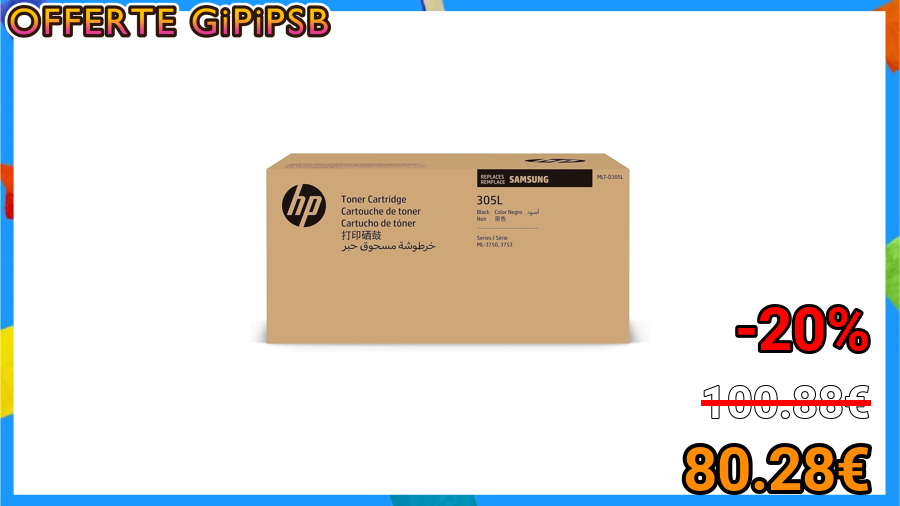 OFFERTE GiPiPSB
hp
Toner Cartridge
Cartouche de toner
Cartucho de tóner
打印硒鼓
خرطوشة مسحوق حبر
REPLACES
REMPLACE
SAMSUNG
MLT-D305L
305L
Black Color Negro أسود
Noir 黑色
Series / Série
ML-3750, 3753
-20%
100.88€
80.28€